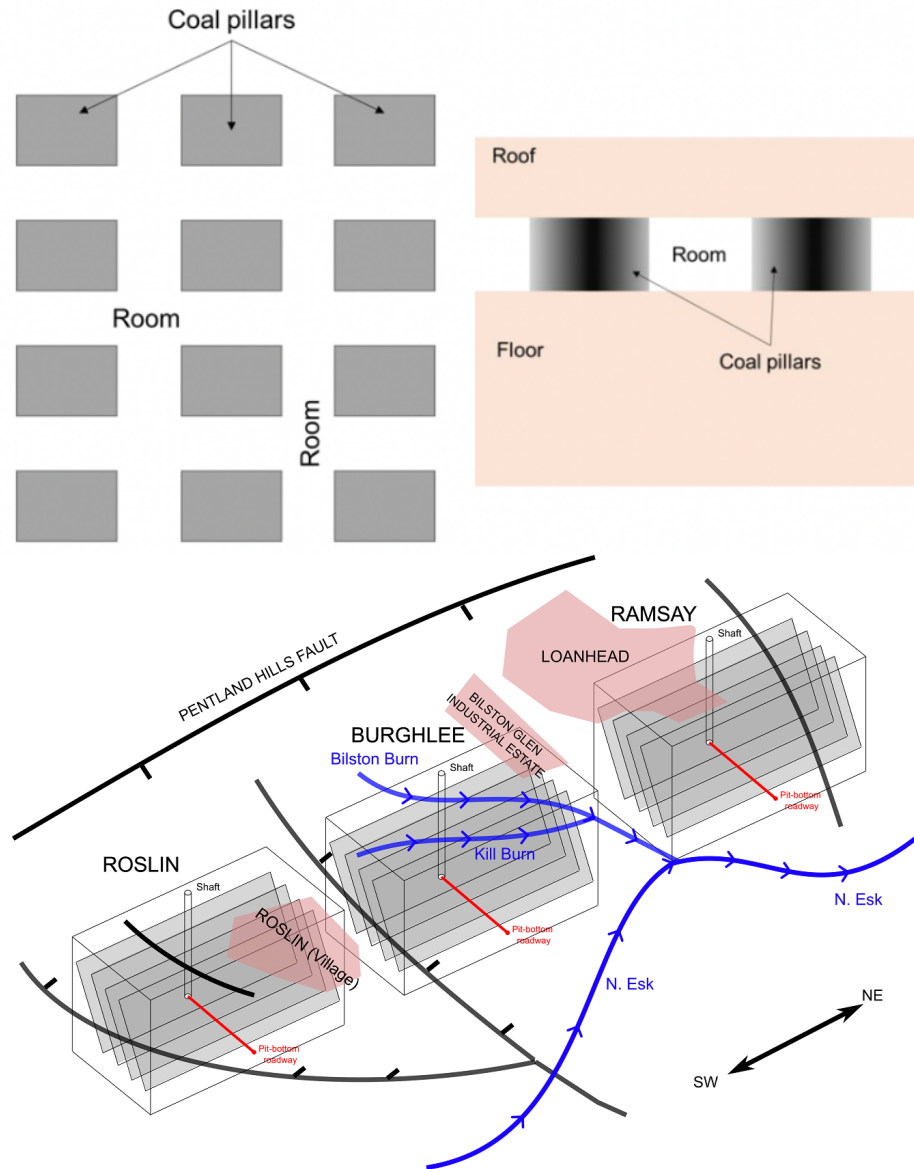 Coal pillars
Room
Room
Roof
Room
Floor
Coal pillars
PENTLAND HILLS FAULT
RAMSAY
Shaft
LOANHEAD
BILSTON GLEN
INDUSTRIAL ESTATE
BURGHLEE
Bilston Burn
Shaft
Kill Burn
Pit-bottom
roadway
Pit-bottom
roadway
ROSLIN
Shaft
ROSLIN (Village)
Pit-bottom
roadway
N. Esk
N. Esk
NE
SW